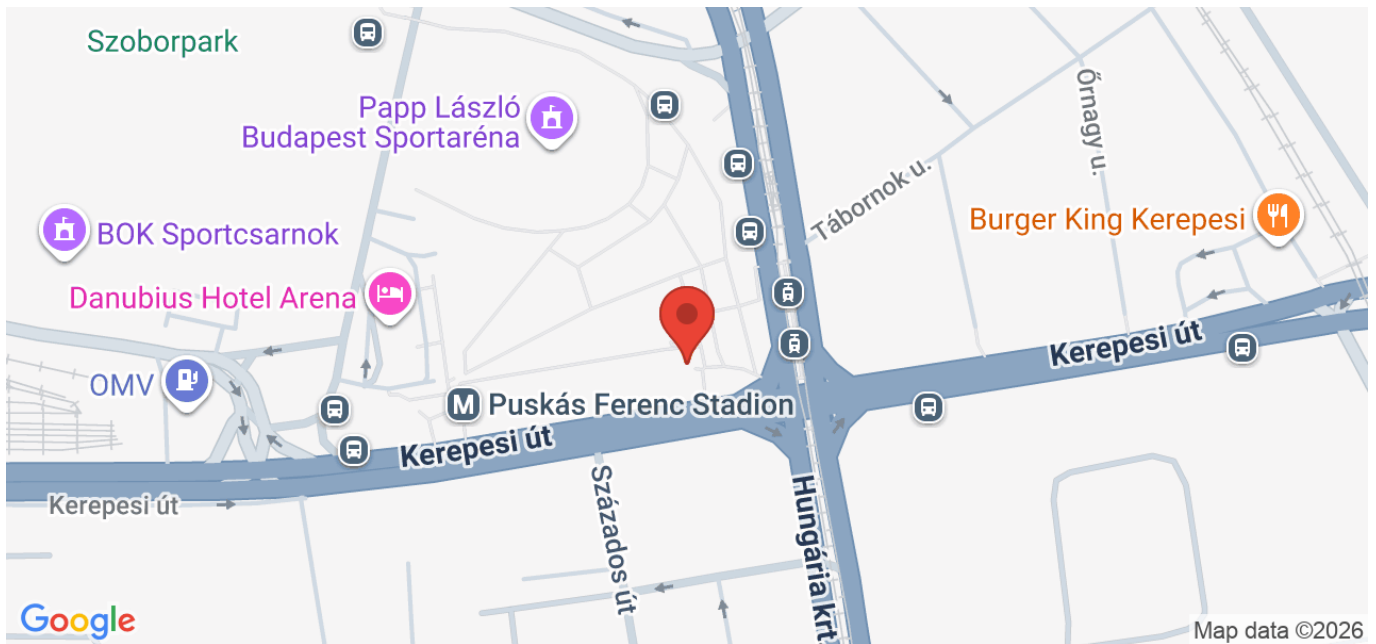 Szoborpark
Papp László
Budapest Sportaréna
Őrnagy u.
Tábornok u.
BOK Sportcsarnok
Burger King Kerepesi
Danubius Hotel Arena
Kerepesi út
OMV
M Puskás Ferenc Stadion
Kerepesi út
Kerepesi út
Százados út
Hungária krt
Google
Map data ©2026